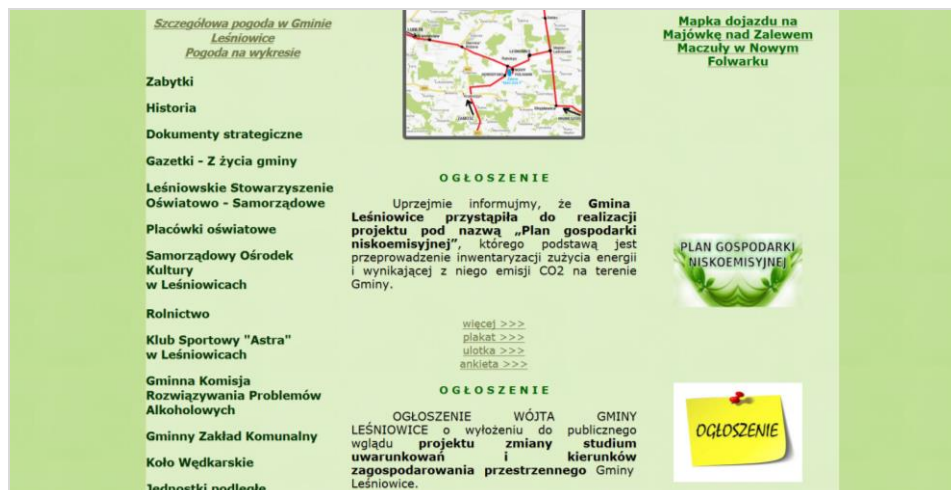 Szczegółowa pogoda w Gminie
Leśniowice
Pogoda na wykresie
Zabytki
Historia
Dokumenty strategiczne
Gazetki - Z życia gminy
Leśniowskie Stowarzyszenie
Oświatowo - Samorządowe
Placówki oświatowe
Samorządowy Ośrodek
Kultury
w Leśniowicach
Rolnictwo
Klub Sportowy "Astra"
w Leśniowicach
Gminna Komisja
Rozwiązywania Problemów
Alkoholowych
Gminny Zakład Komunalny
Koło Wędkarskie
Jednostki podległe
OGŁOSZENIE
Uprzejmie informujmy, że Gmina
Leśniowice przystąpiła do realizacji
projektu pod nazwą „Plan gospodarki
niskoemisyjnej”, którego podstawą jest
przeprowadzenie inwentaryzacji zużycia energii
i wynikającej z niego emisji CO2 na terenie
Gminy.
więcej >>>
plakat >>>
ulotka >>>
ankieta >>>
OGŁOSZENIE
OGŁOSZENIE WÓJTA GMINY
LEŚNIOWICE o wyłożeniu do publicznego
wglądu projektu zmiany studium
uwarunkowań i kierunków
zagospodarowania przestrzennego Gminy
Leśniowice.
Mapka dojazdu na
Majówkę nad Zalewem
Maczuły w Nowym
Folwarku
PLAN GOSPODARKI
NISKOEMISYJNEJ
OGŁOSZENIE